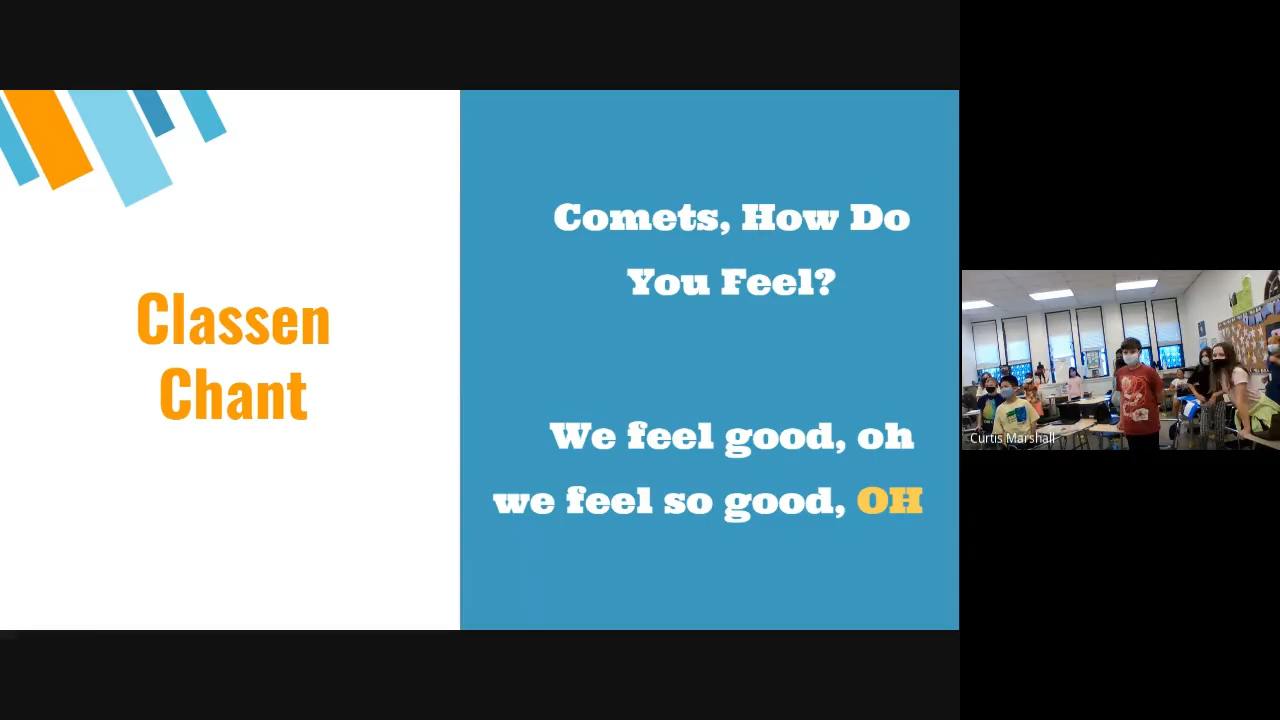 Classen
Chant
Comets, How Do
You Feel?
We feel good, oh
we feel so good, OH
Curtis Marshall